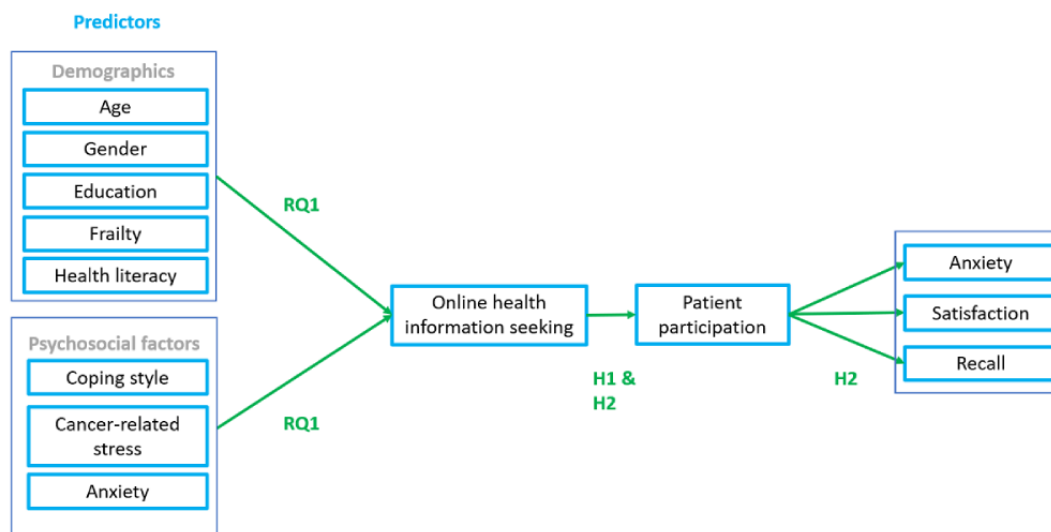 Predictors
Demographics
Age
Gender
Education
Frailty
Health literacy
RQ1
Psychosocial factors
Coping style
Cancer-related
stress
Anxiety
RQ1
Online health
information seeking
H1 &
H2
Patient
participation
H2
Anxiety
Satisfaction
Recall